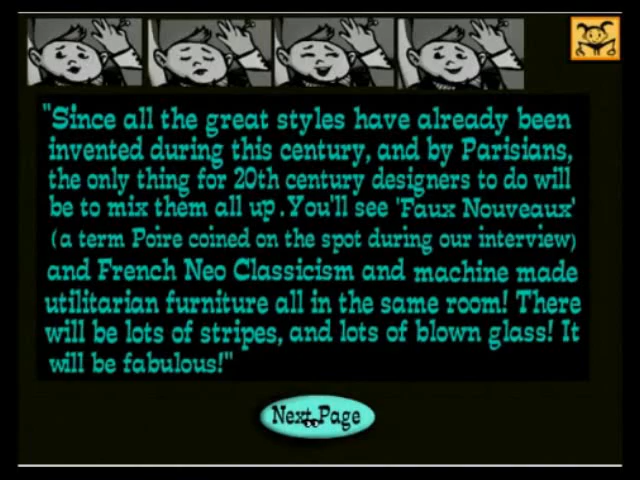 "Since all the great styles have already been
invented during this century, and by Parisians,
the only thing for 20th century designers to do will
be to mix them all up. You'll see 'Faux Nouveaux'
(a term Poire coined on the spot during our interview)
and French Neo Classicism and machine made
utilitarian furniture all in the same room! There
will be lots of stripes, and lots of blown glass! It
will be fabulous!"
Next Page